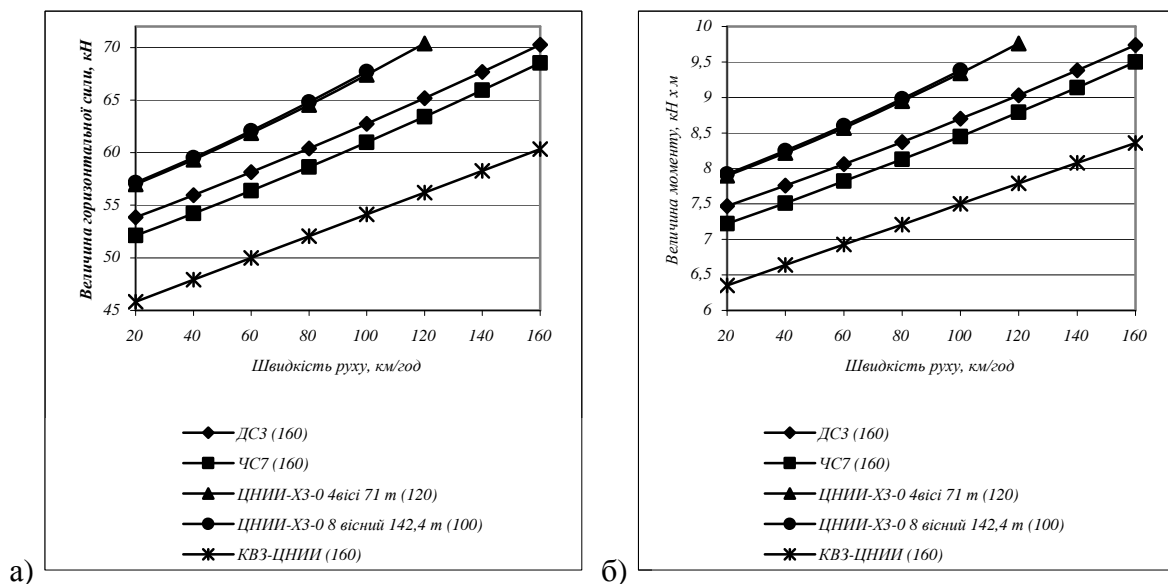 Величина горизонтальної сили, кН
70
65
60
55
50
45
20 40 60 80 100 120 140 160
Швидкість руху, км/год
ДС3 (160)
ЧС7 (160)
ЦНИИ-Х3-0 4вісі 71 т (120)
ЦНИИ-Х3-0 8 вісний 142,4 т (100)
КВЗ-ЦНИИ (160)
а)
Величина моменту, кН х м
10
9,5
9
8,5
8
7,5
7
6,5
6
20 40 60 80 100 120 140 160
Швидкість руху, км/год
ДС3 (160)
ЧС7 (160)
ЦНИИ-Х3-0 4вісі 71 т (120)
ЦНИИ-Х3-0 8 вісний 142,4 т (100)
КВЗ-ЦНИИ (160)
б)